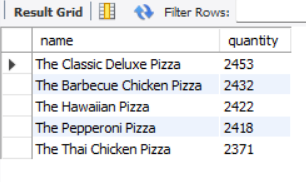 Result Grid Filter Rows:
name quantity
The Classic Deluxe Pizza 2453
The Barbecue Chicken Pizza 2432
The Hawaiian Pizza 2422
The Pepperoni Pizza 2418
The Thai Chicken Pizza 2371